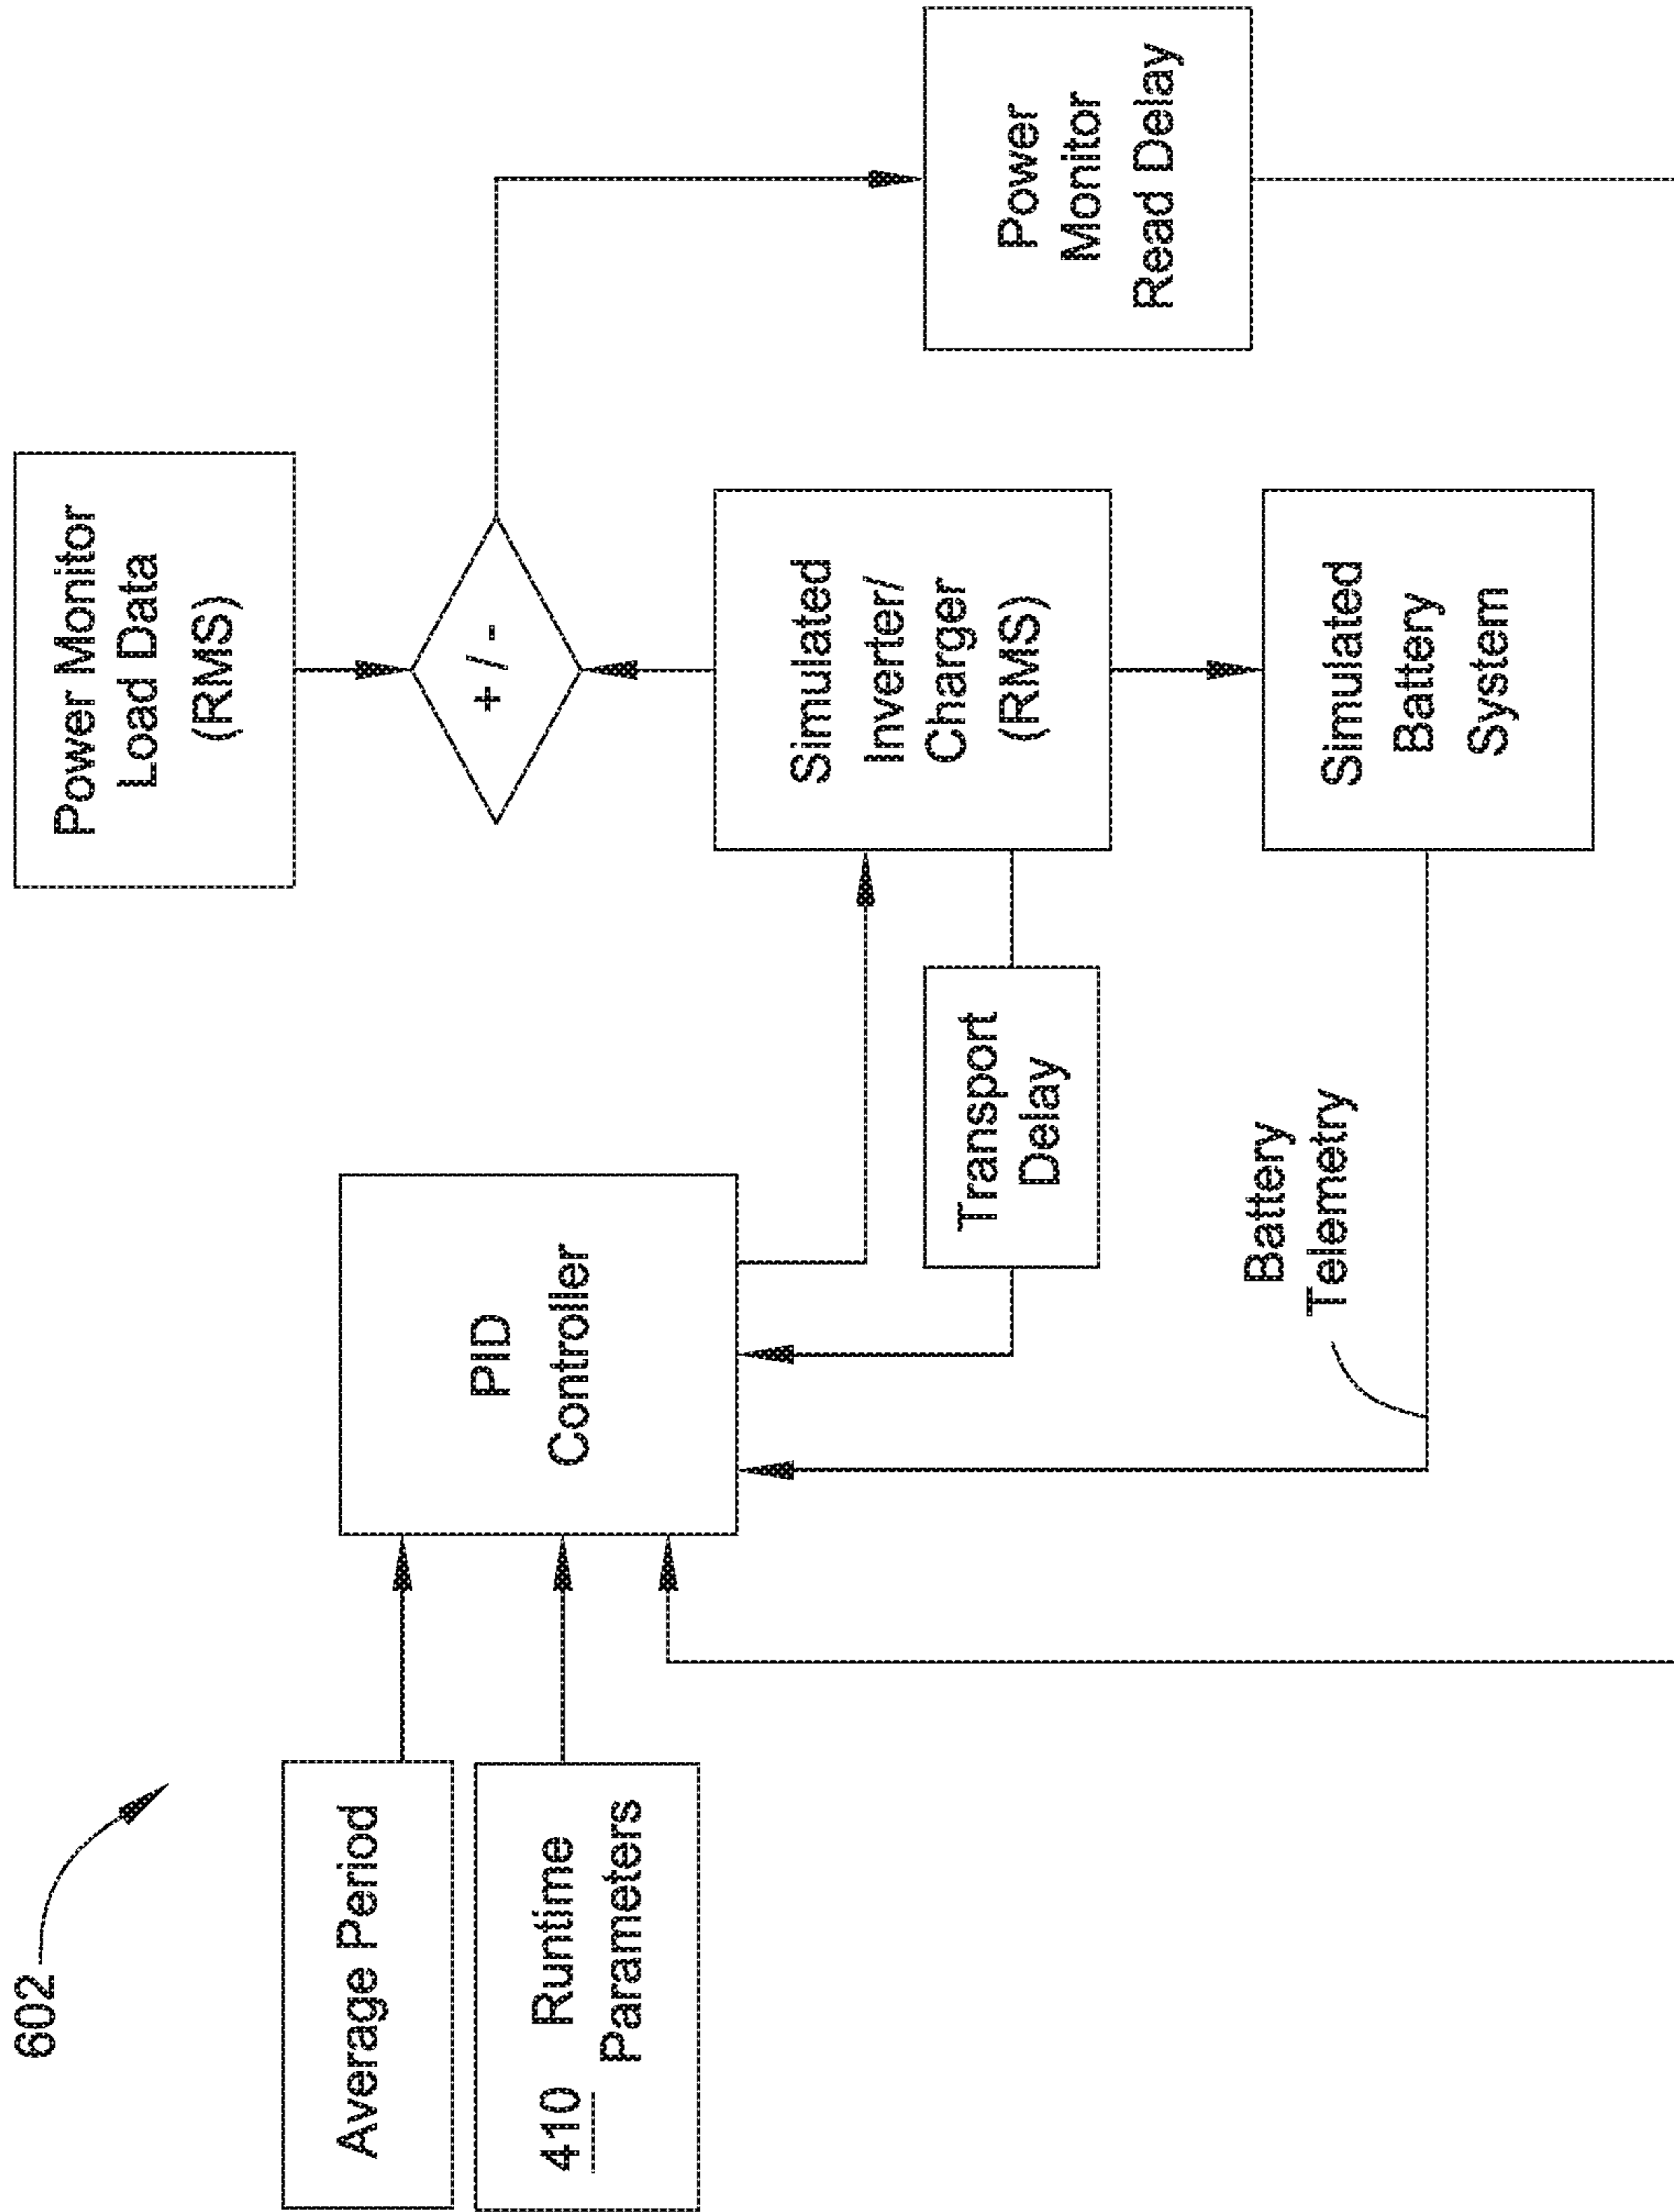 602
Average Period
410 Runtime
Parameters
PID
Controller
Transport
Delay
Battery
Telemetry
Power Monitor
Load Data
(RMS)
+ / -
Simulated
Inverter/
Charger
(RMS)
Simulated
Battery
System
Power
Monitor
Read Delay